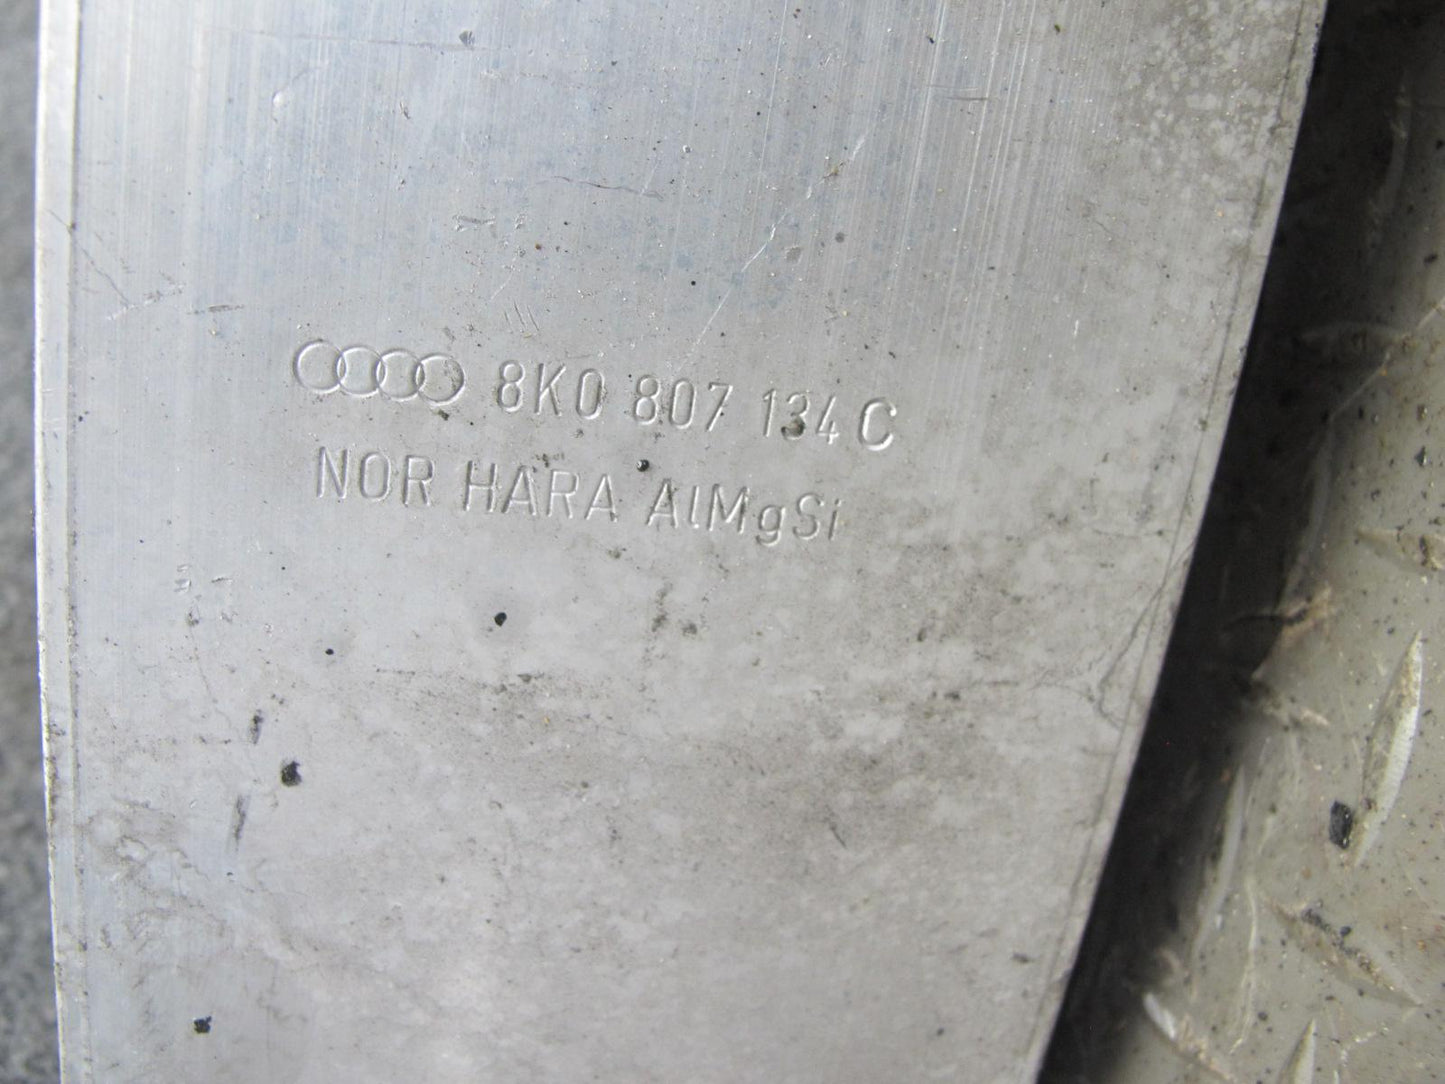 8K0 807 134 C
NOR HARA AlMgSi